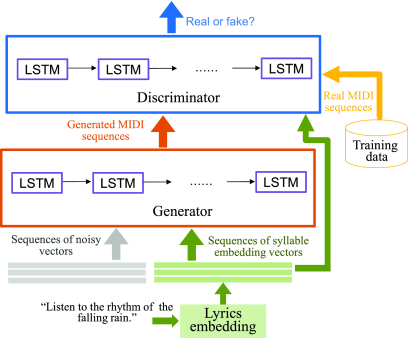 Real or fake?
LSTM
LSTM
......
LSTM
Discriminator
Real MIDI
sequences
Generated MIDI
sequences
Training
data
LSTM
LSTM
......
LSTM
Generator
Sequences of noisy
vectors
Sequences of syllable
embedding vectors
“Listen to the rhythm of the
falling rain.”
Lyrics
embedding